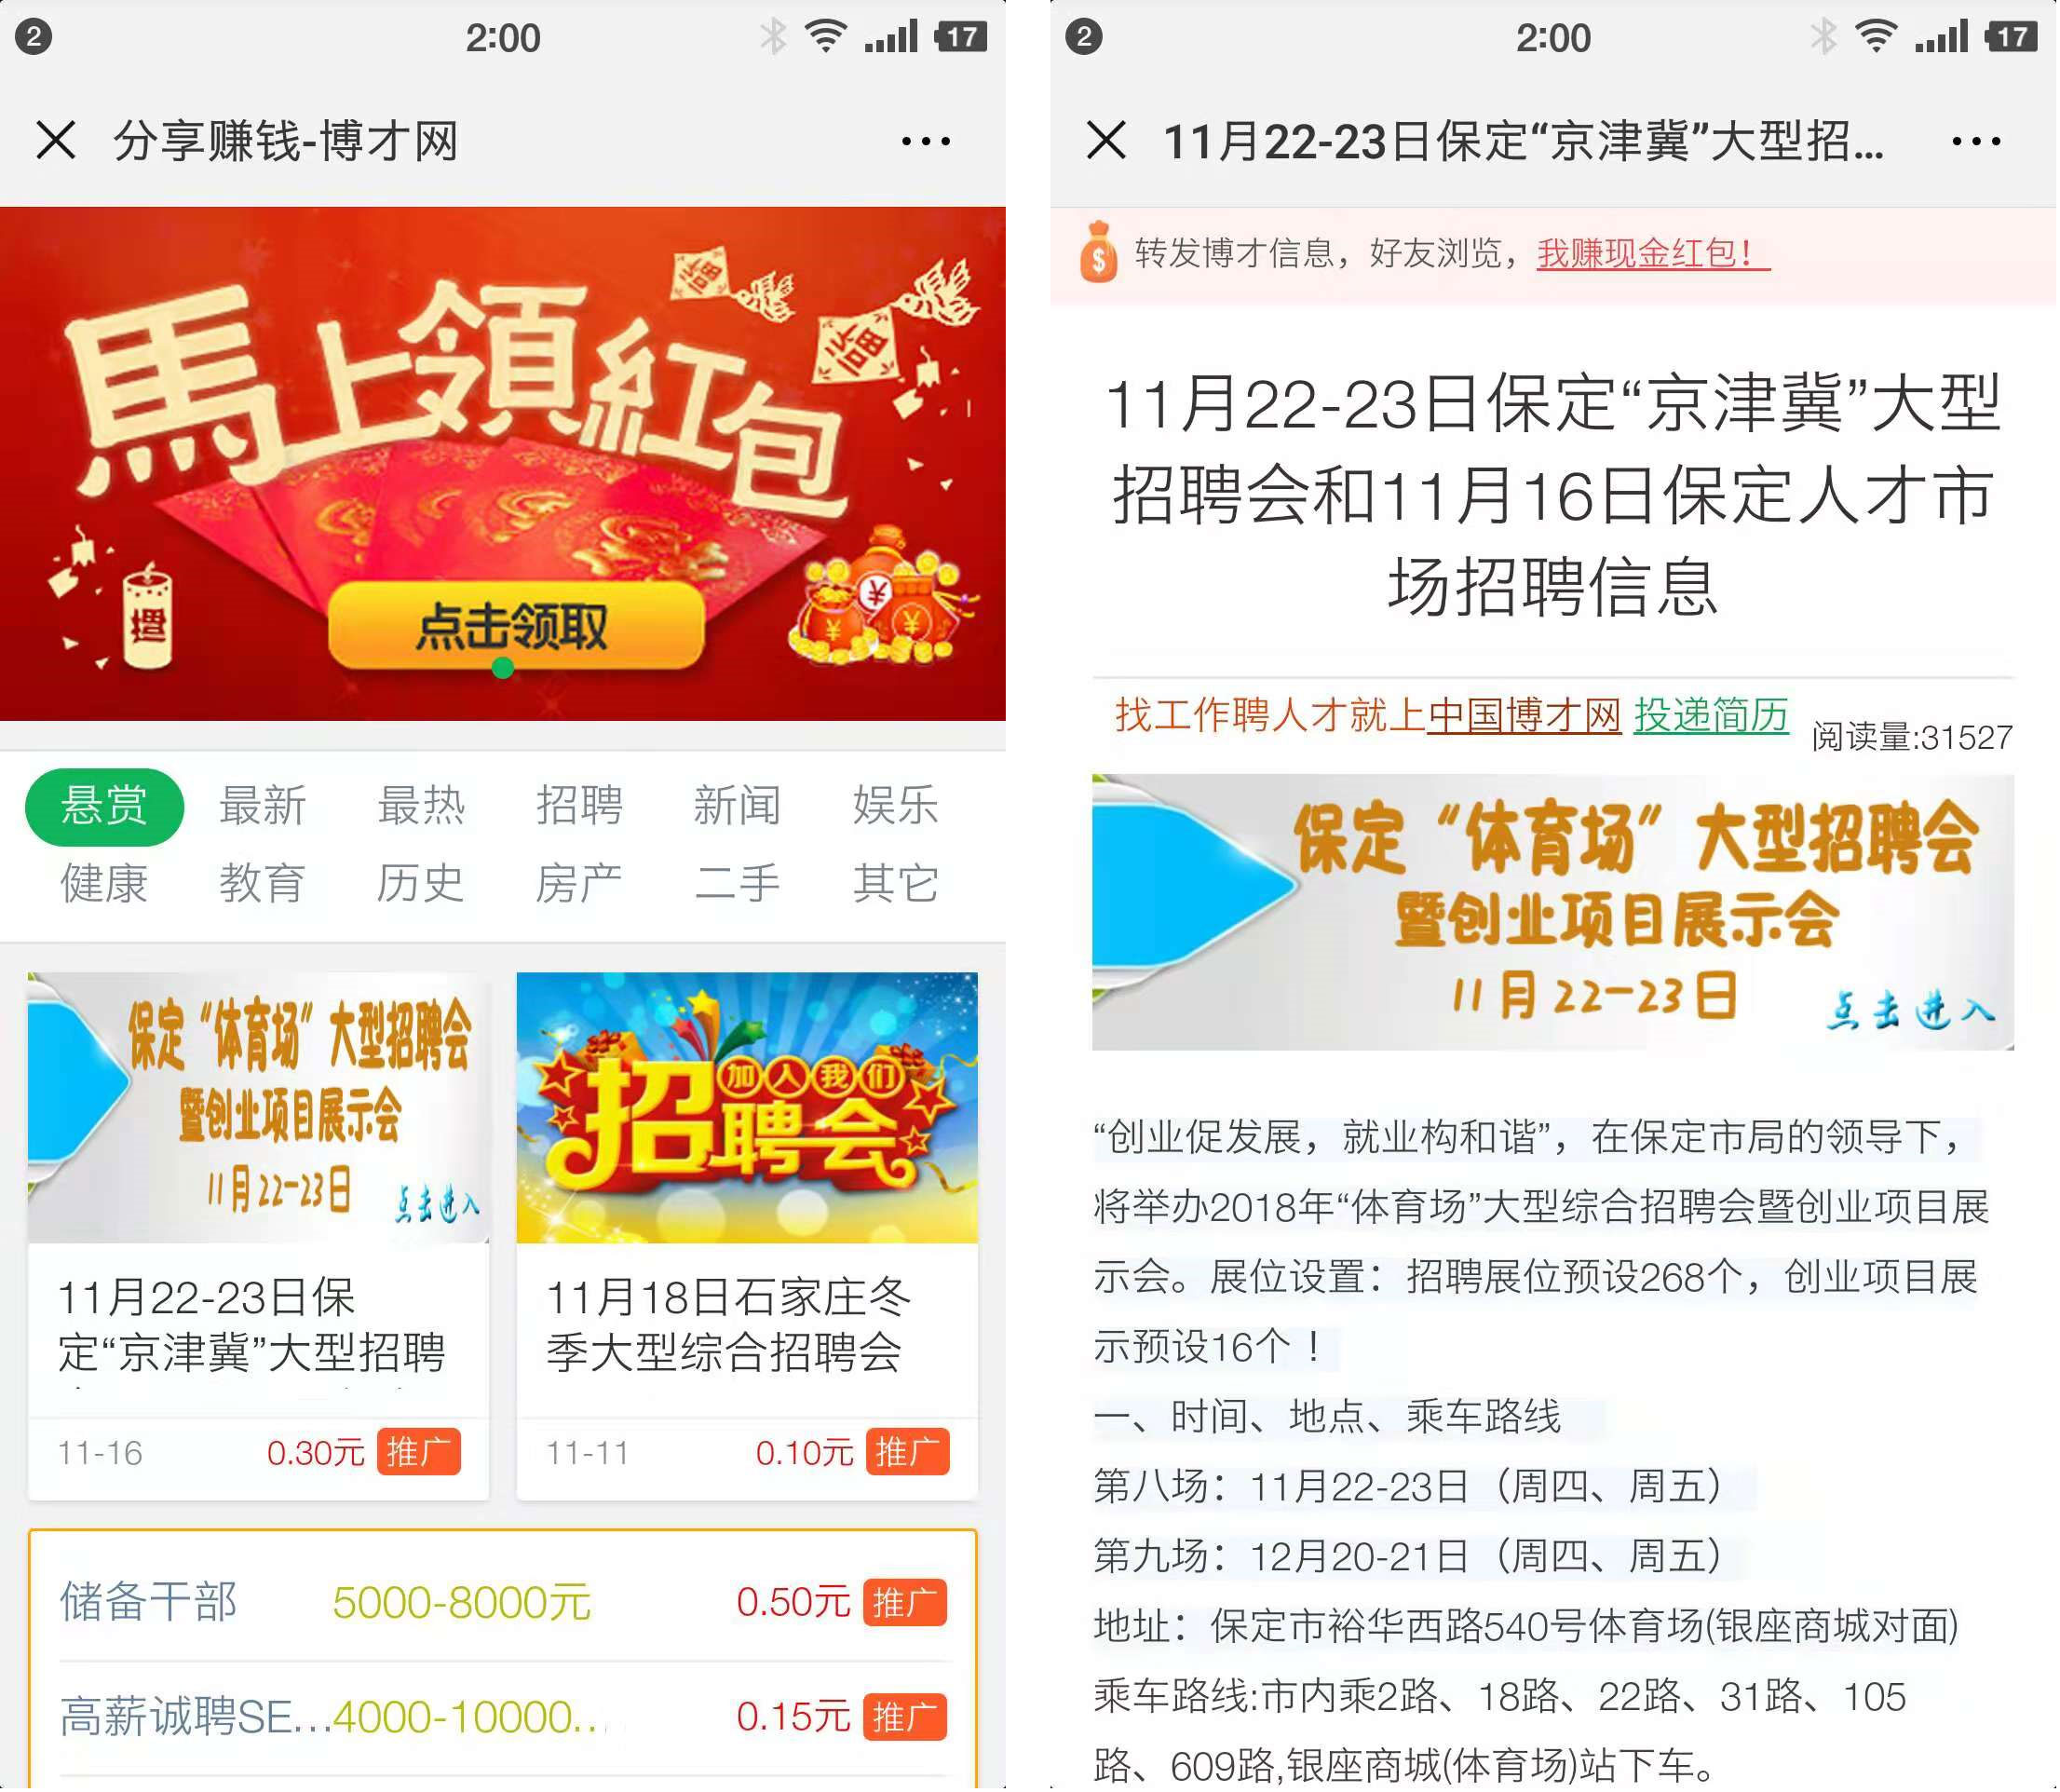 2
2:00
17
分享赚钱-博才网
馬上領紅包
福
福
点击领取
悬赏
最新
最热
招聘
新闻
娱乐
健康
教育
历史
房产
二手
其它
保定“体育场”大型招聘会
暨创业项目展示会
11月22-23日
点击进入
11月22-23日保
定“京津冀”大型招聘
11-16
0.30元
推广
加入我们
招聘会
11月18日石家庄冬
季大型综合招聘会
11-11
0.10元
推广
储备干部
5000-8000元
0.50元
推广
高薪诚聘SE...
4000-10000...
0.15元
推广
2
2:00
17
11月22-23日保定“京津冀”大型招...
转发博才信息，好友浏览，我赚现金红包！
11月22-23日保定“京津冀”大型
招聘会和11月16日保定人才市
场招聘信息
找工作聘人才就上中国博才网 投递简历
阅读量:31527
保定“体育场”大型招聘会
暨创业项目展示会
11月22-23日
点击进入
“创业促发展，就业构和谐”，在保定市局的领导下，
将举办2018年“体育场”大型综合招聘会暨创业项目展
示会。展位设置：招聘展位预设268个，创业项目展
示预设16个！
一、时间、地点、乘车路线
第八场：11月22-23日（周四、周五）
第九场：12月20-21日（周四、周五）
地址：保定市裕华西路540号体育场(银座商城对面)
乘车路线:市内乘2路、18路、22路、31路、105
路、609路,银座商城(体育场)站下车。